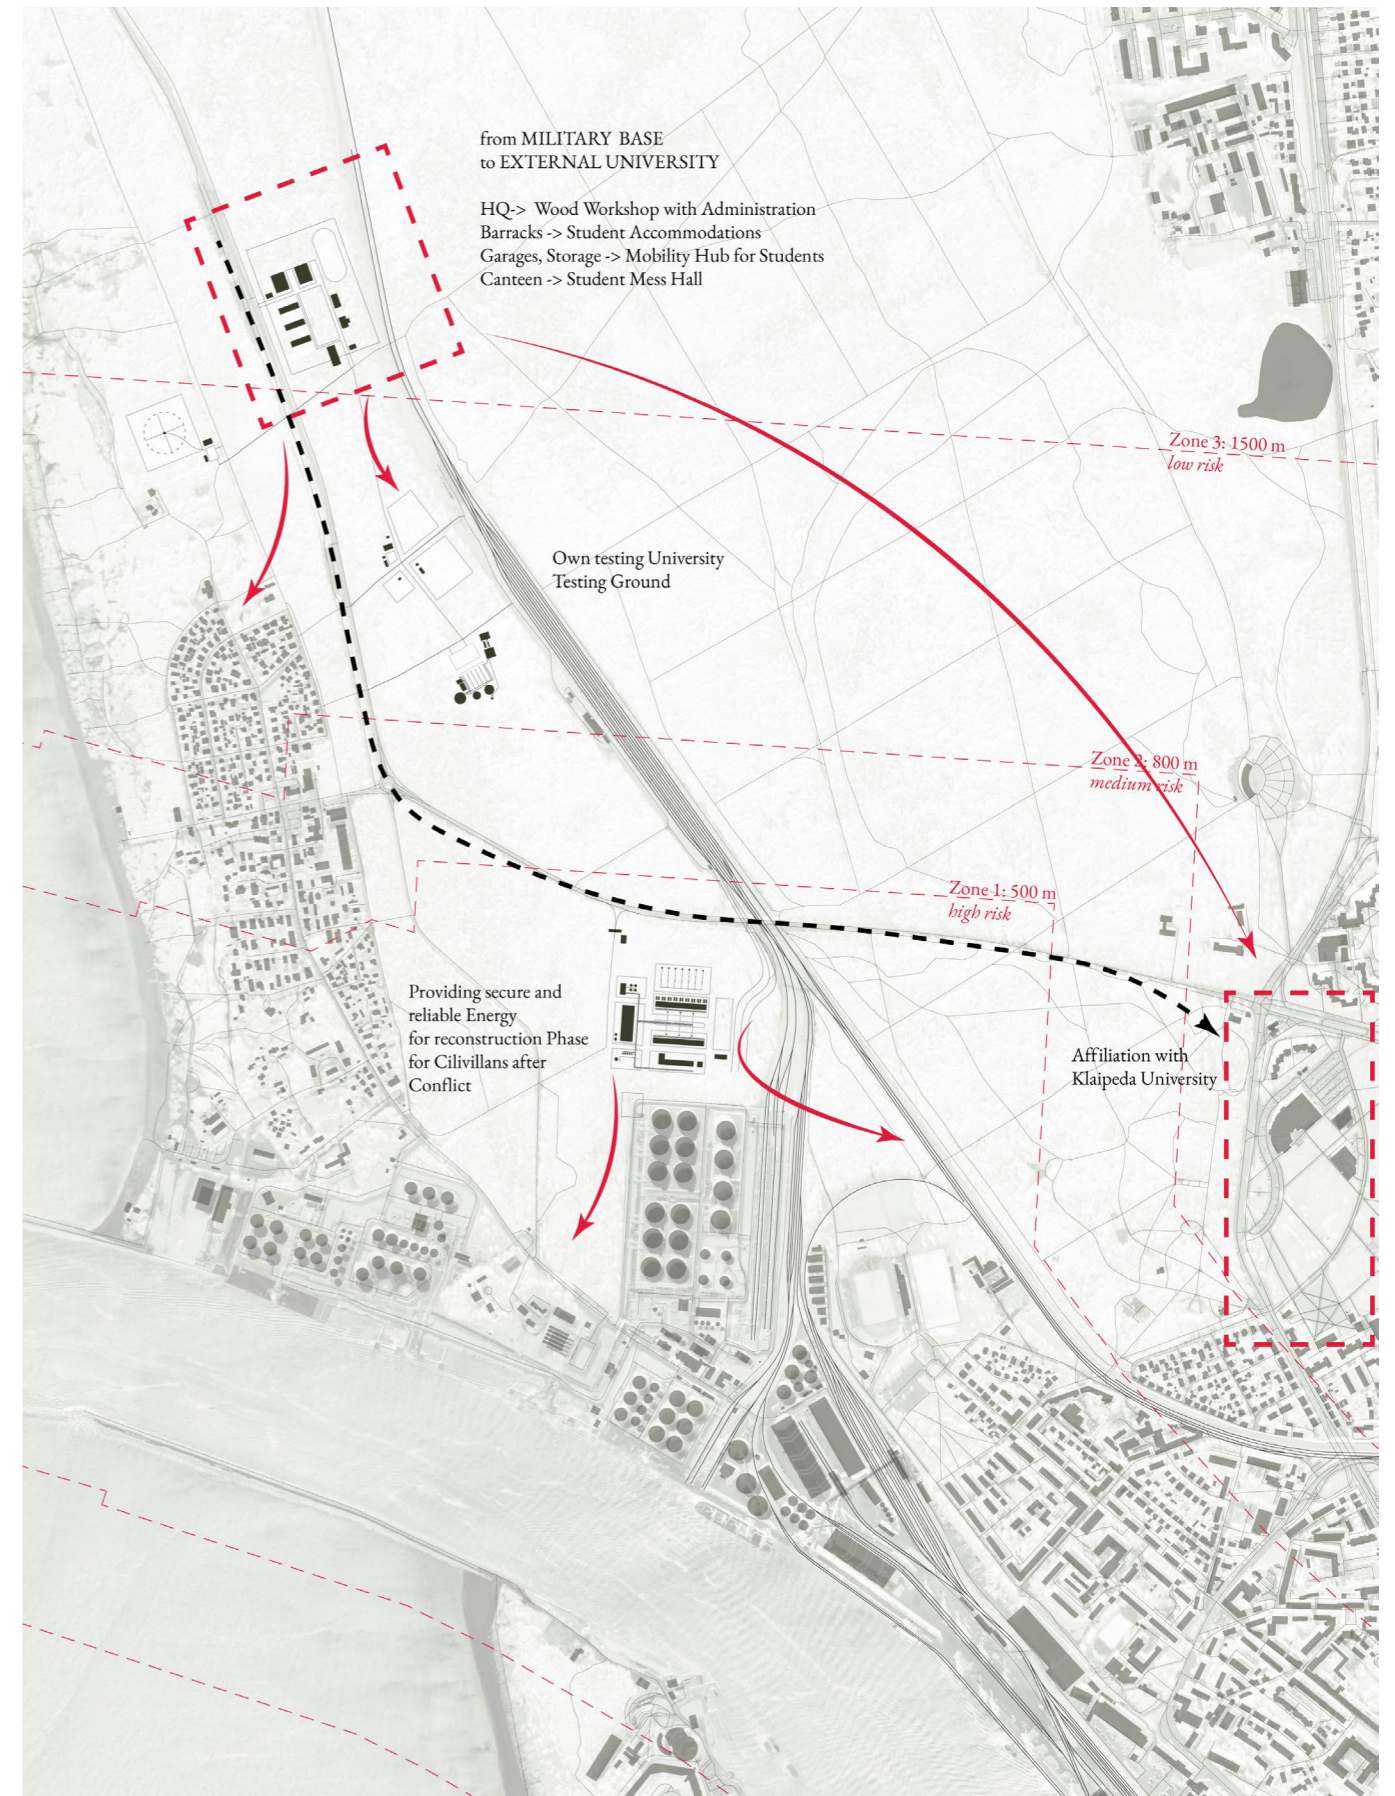 from MILITARY BASE
to EXTERNAL UNIVERSITY
HQ-> Wood Workshop with Administration
Barracks -> Student Accommodations
Garages, Storage -> Mobility Hub for Students
Canteen -> Student Mess Hall
Zone 3: 1500 m
low risk
Own testing University
Testing Ground
Zone 2: 800 m
medium risk
Zone 1: 500 m
high risk
Providing secure and
reliable Energy
for reconstruction Phase
for Cilivillans after
Conflict
Affiliation with
Klaipeda University